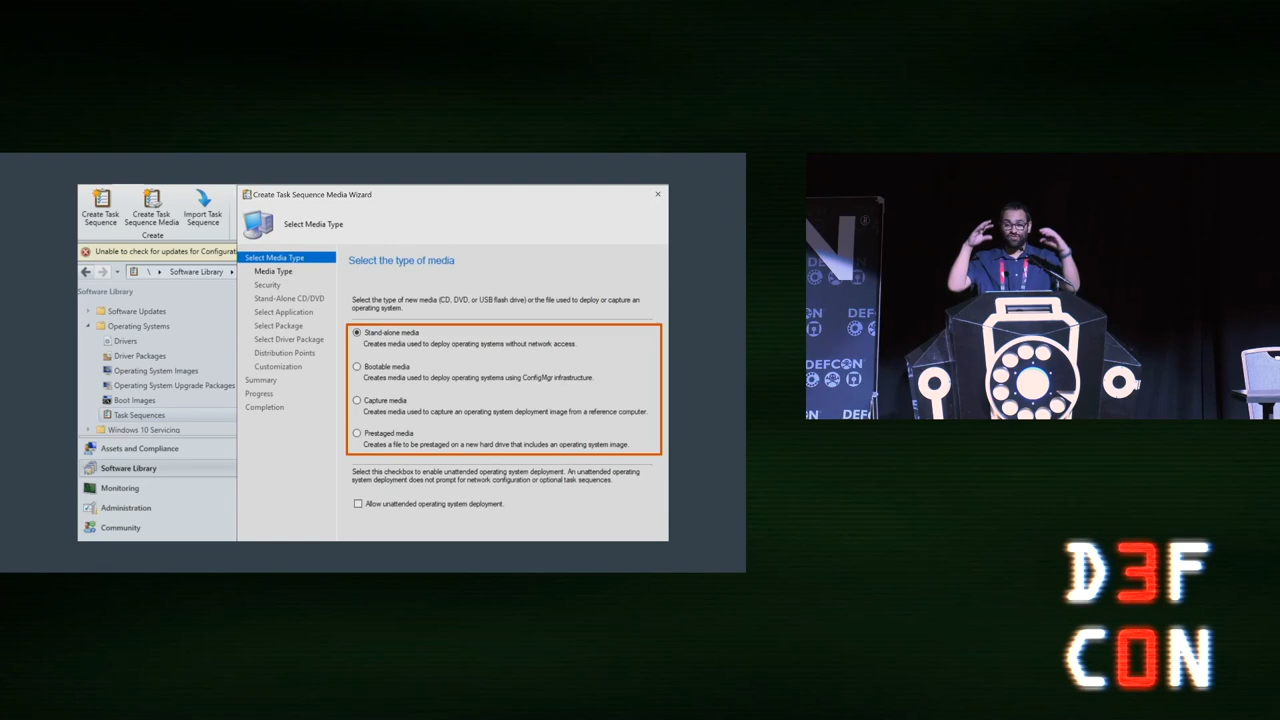 Create Task
Sequence
Create Task
Sequence Media
Import Task
Sequence
Create
Unable to check for updates for Configurat
\ Software Library
Software Library
Software Updates
Operating Systems
Drivers
Driver Packages
Operating System Images
Operating System Upgrade Packages
Boot Images
Task Sequences
Windows 10 Servicing
Assets and Compliance
Software Library
Monitoring
Administration
Community
Create Task Sequence Media Wizard
Select Media Type
Select Media Type
Media Type
Security
Stand-Alone CD/DVD
Select Application
Select Package
Select Driver Package
Distribution Points
Customization
Summary
Progress
Completion
Select the type of media
Select the type of new media (CD, DVD, or USB flash drive) or the file used to deploy or capture an
operating system.
Stand-alone media
Creates media used to deploy operating systems without network access.
Bootable media
Creates media used to deploy operating systems using ConfigMgr infrastructure.
Capture media
Creates media used to capture an operating system deployment image from a reference computer.
Prestaged media
Creates a file to be prestaged on a new hard drive that includes an operating system image.
Select this checkbox to enable unattended operating system deployment. An unattended operating
system deployment does not prompt for network configuration or optional task sequences.
Allow unattended operating system deployment.
N
®
DEFCON
DEF
D3F
C0N